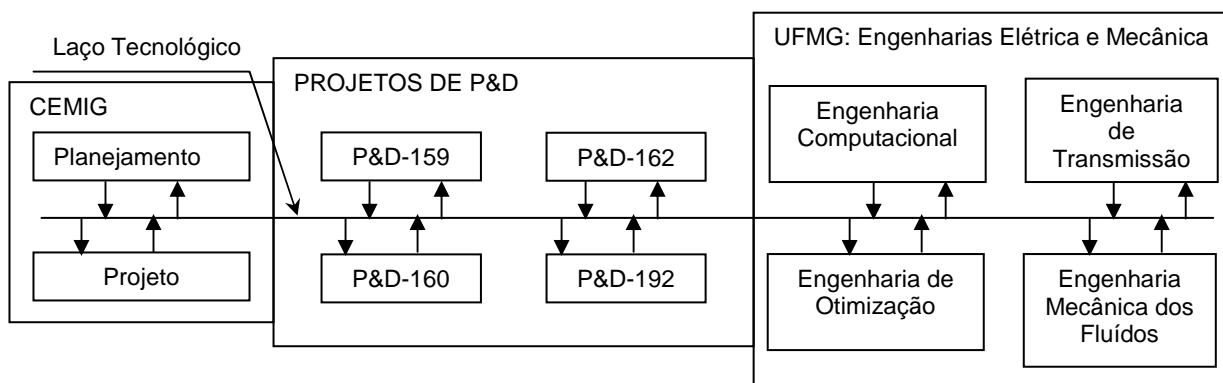 Laço Tecnológico
CEMIG
Planejamento
Projeto
PROJETOS DE P&D
P&D-159
P&D-162
P&D-160
P&D-192
UFMG: Engenharias Elétrica e Mecânica
Engenharia
Computacional
Engenharia
de
Transmissão
Engenharia de
Otimização
Engenharia
Mecânica dos
Fluídos